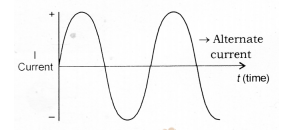 +
→ Alternate
current
I
Current
t (time)
−